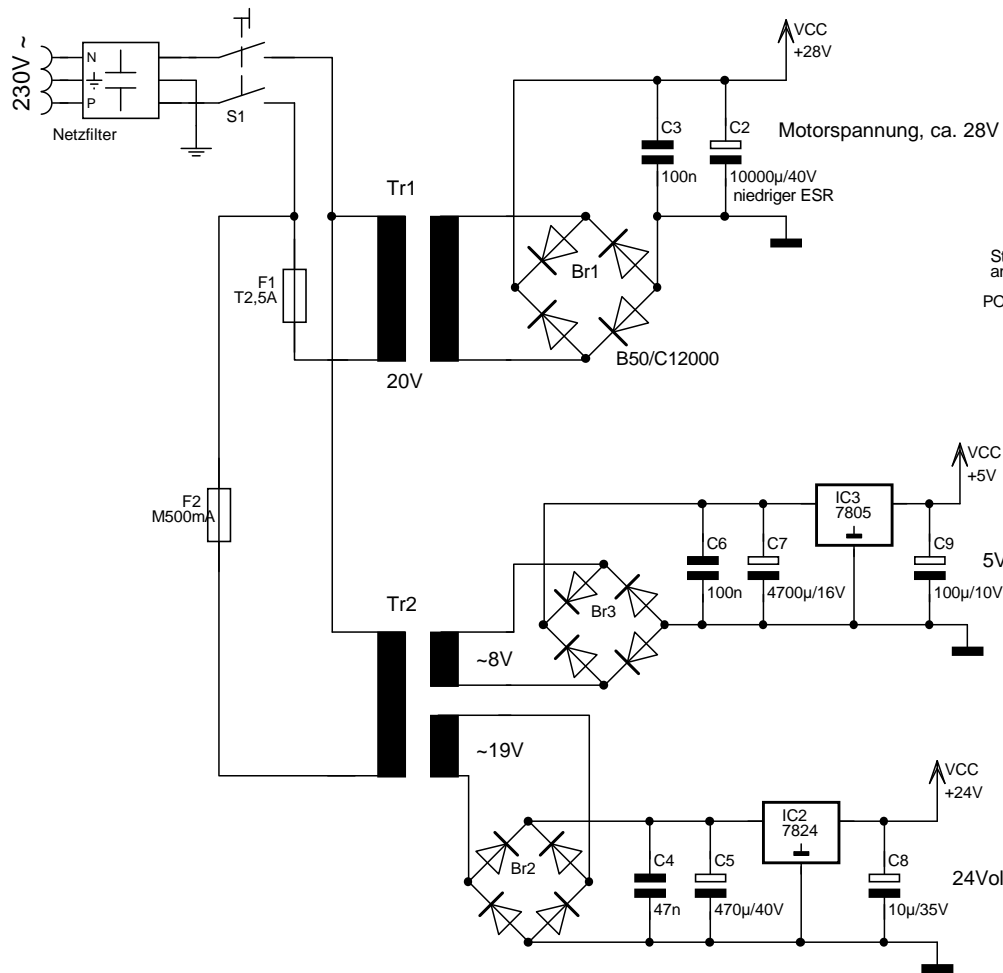 230V ~
N
P
Netzfilter
S1
VCC
+28V
C3
100n
C2
10000µ/40V
niedriger ESR
Motorspannung, ca. 28V
Tr1
20V
F1
T2,5A
Br1
B50/C12000
F2
M500mA
VCC
+5V
IC3
7805
C6
100n
C7
4700µ/16V
C9
100µ/10V
5V
Br3
Tr2
~8V
~19V
VCC
+24V
IC2
7824
Br2
C4
47n
C5
470µ/40V
C8
10µ/35V
24Vol